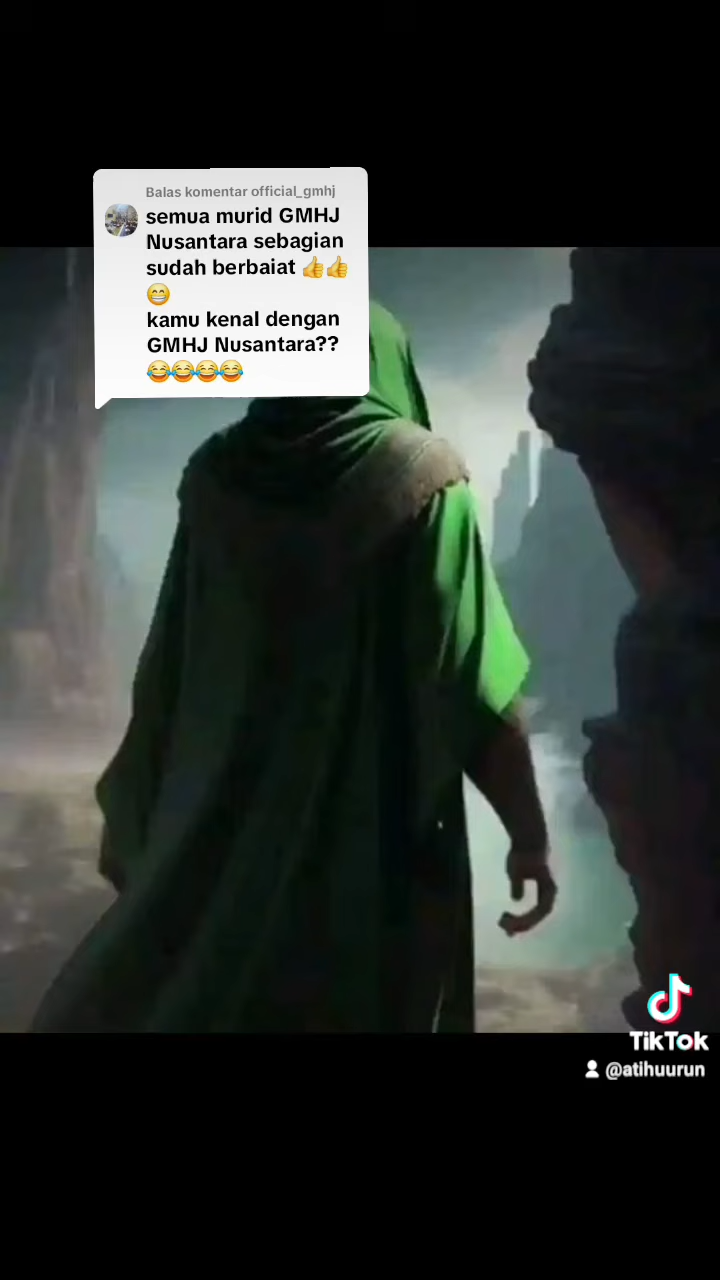 Balas komentar official_gmhj
semua murid GMHJ
Nusantara sebagian
sudah berbaiat 👍👍
😁
kamu kenal dengan
GMHJ Nusantara??
😂😂😂😂
TikTok
@atihuurun